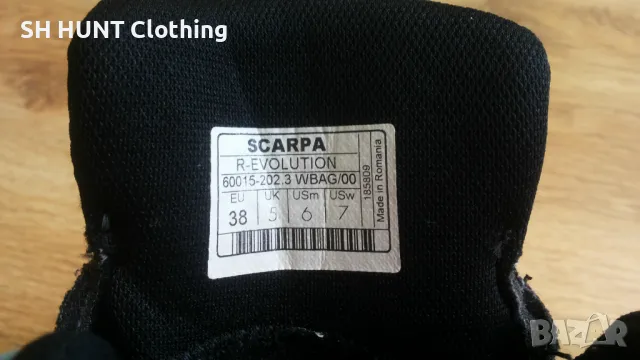 SH HUNT Clothing
SCARPA
R-EVOLUTION
60015-202.3 WBAG/00
EU UK USm USw
38 5 6 7
185809
Made in Romania
BAZAR